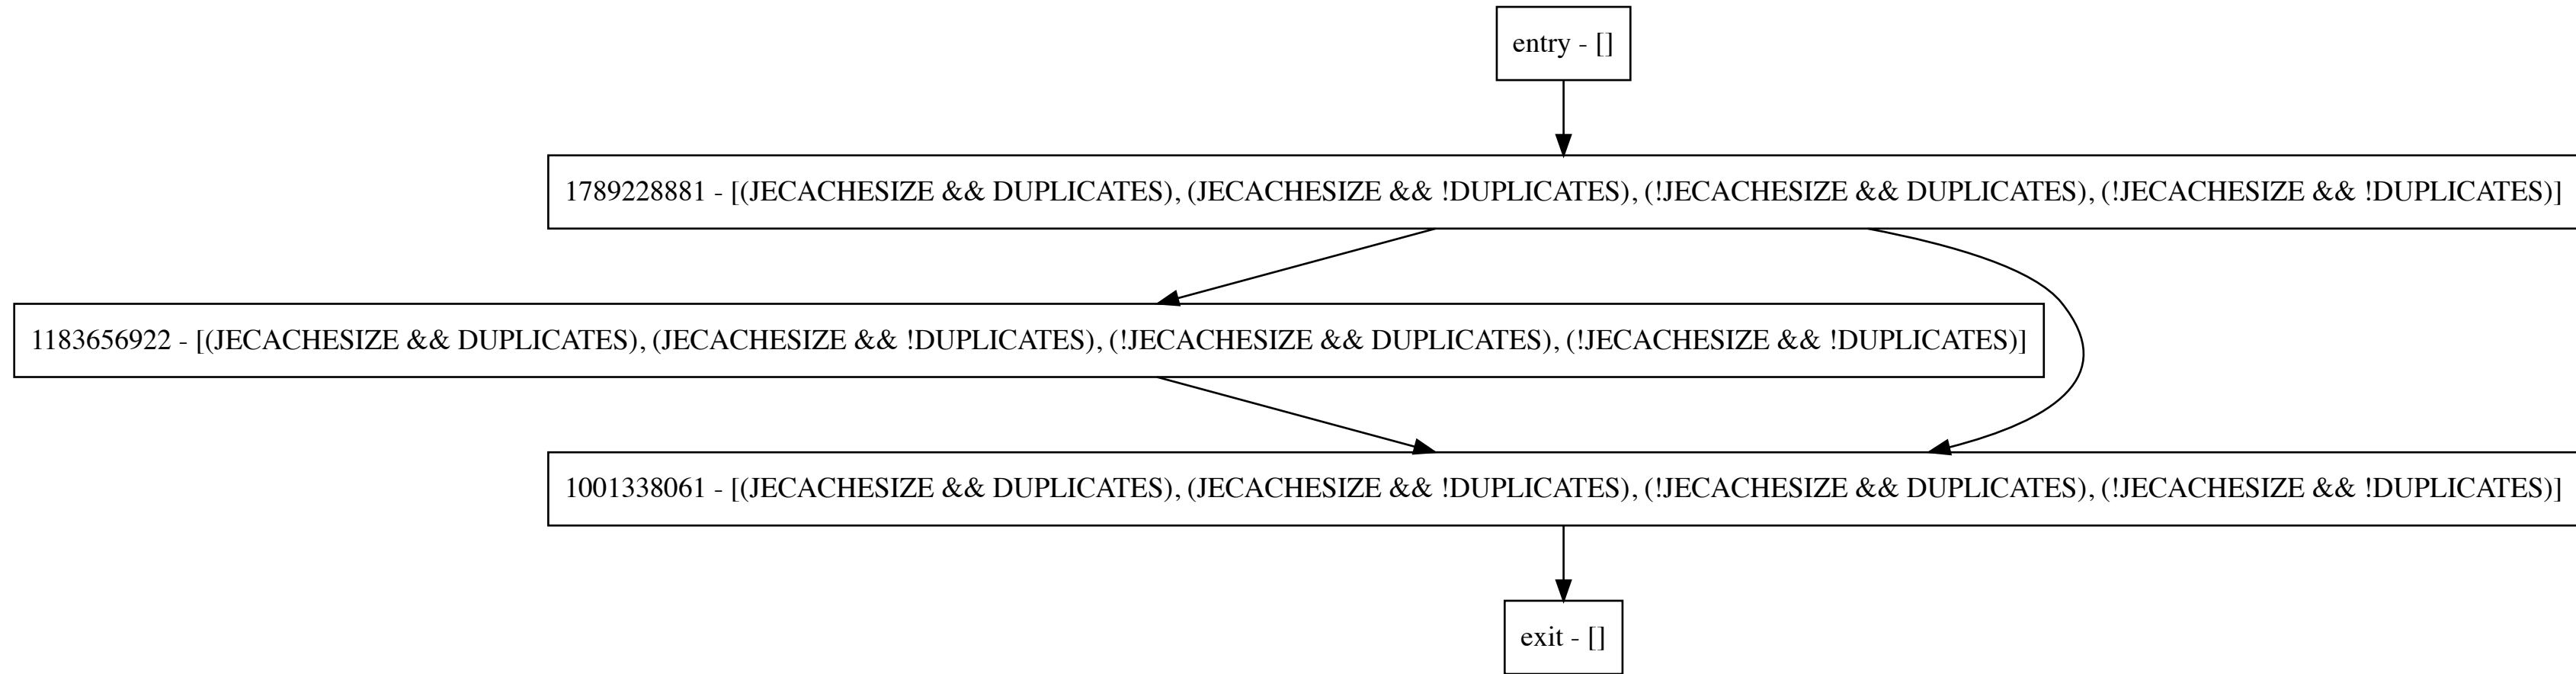 entry - []
1789228881 - [(JECACHESIZE && DUPLICATES), (JECACHESIZE && !DUPLICATES), (!JECACHESIZE && DUPLICATES), (!JECACHESIZE && !DUPLICATES)]
1183656922 - [(JECACHESIZE && DUPLICATES), (JECACHESIZE && !DUPLICATES), (!JECACHESIZE && DUPLICATES), (!JECACHESIZE && !DUPLICATES)]
1001338061 - [(JECACHESIZE && DUPLICATES), (JECACHESIZE && !DUPLICATES), (!JECACHESIZE && DUPLICATES), (!JECACHESIZE && !DUPLICATES)]
exit - []